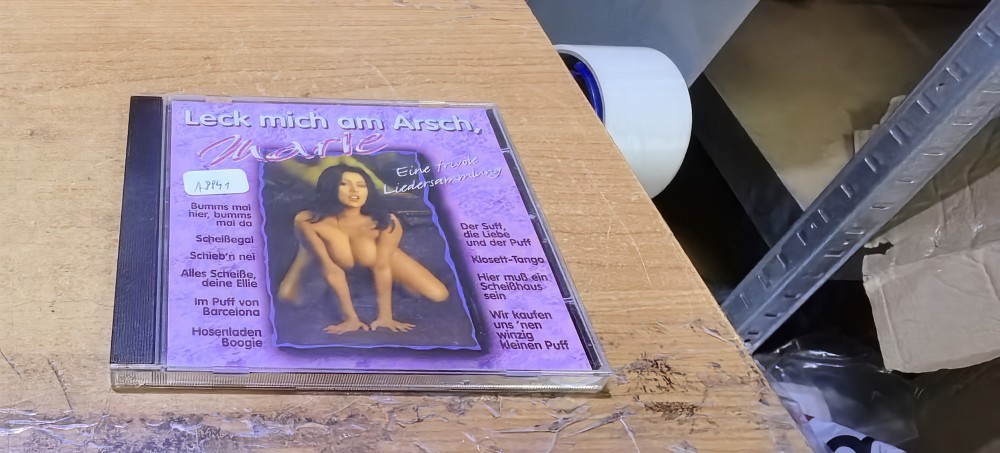 Leck mich am Arsch,
Marie
Eine frivole
Liedersammlung
A8841
Bumms mal
hier, bumms
mal da
Scheißegal
Schieb'n nei
Alles Scheiße,
deine Ellie
Im Puff von
Barcelona
Hosenladen
Boogie
Der Suff,
die Liebe
und der Puff
Klosett-Tango
Hier muß ein
Scheißhaus
sein
Wir kaufen
uns 'nen
winzig
kleinen Puff